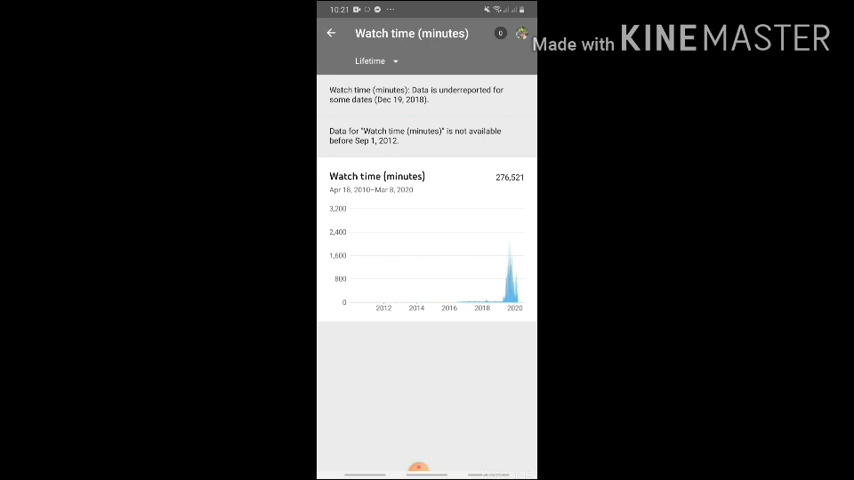 10:21
Watch time (minutes)
0
Made with KINEMASTER
Lifetime
Watch time (minutes): Data is underreported for
some dates (Dec 19, 2018).
Data for "Watch time (minutes)" is not available
before Sep 1, 2012.
Watch time (minutes)
276,521
Apr 18, 2010–Mar 8, 2020
3,200
2,400
1,600
800
0
2012 2014 2016 2018 2020